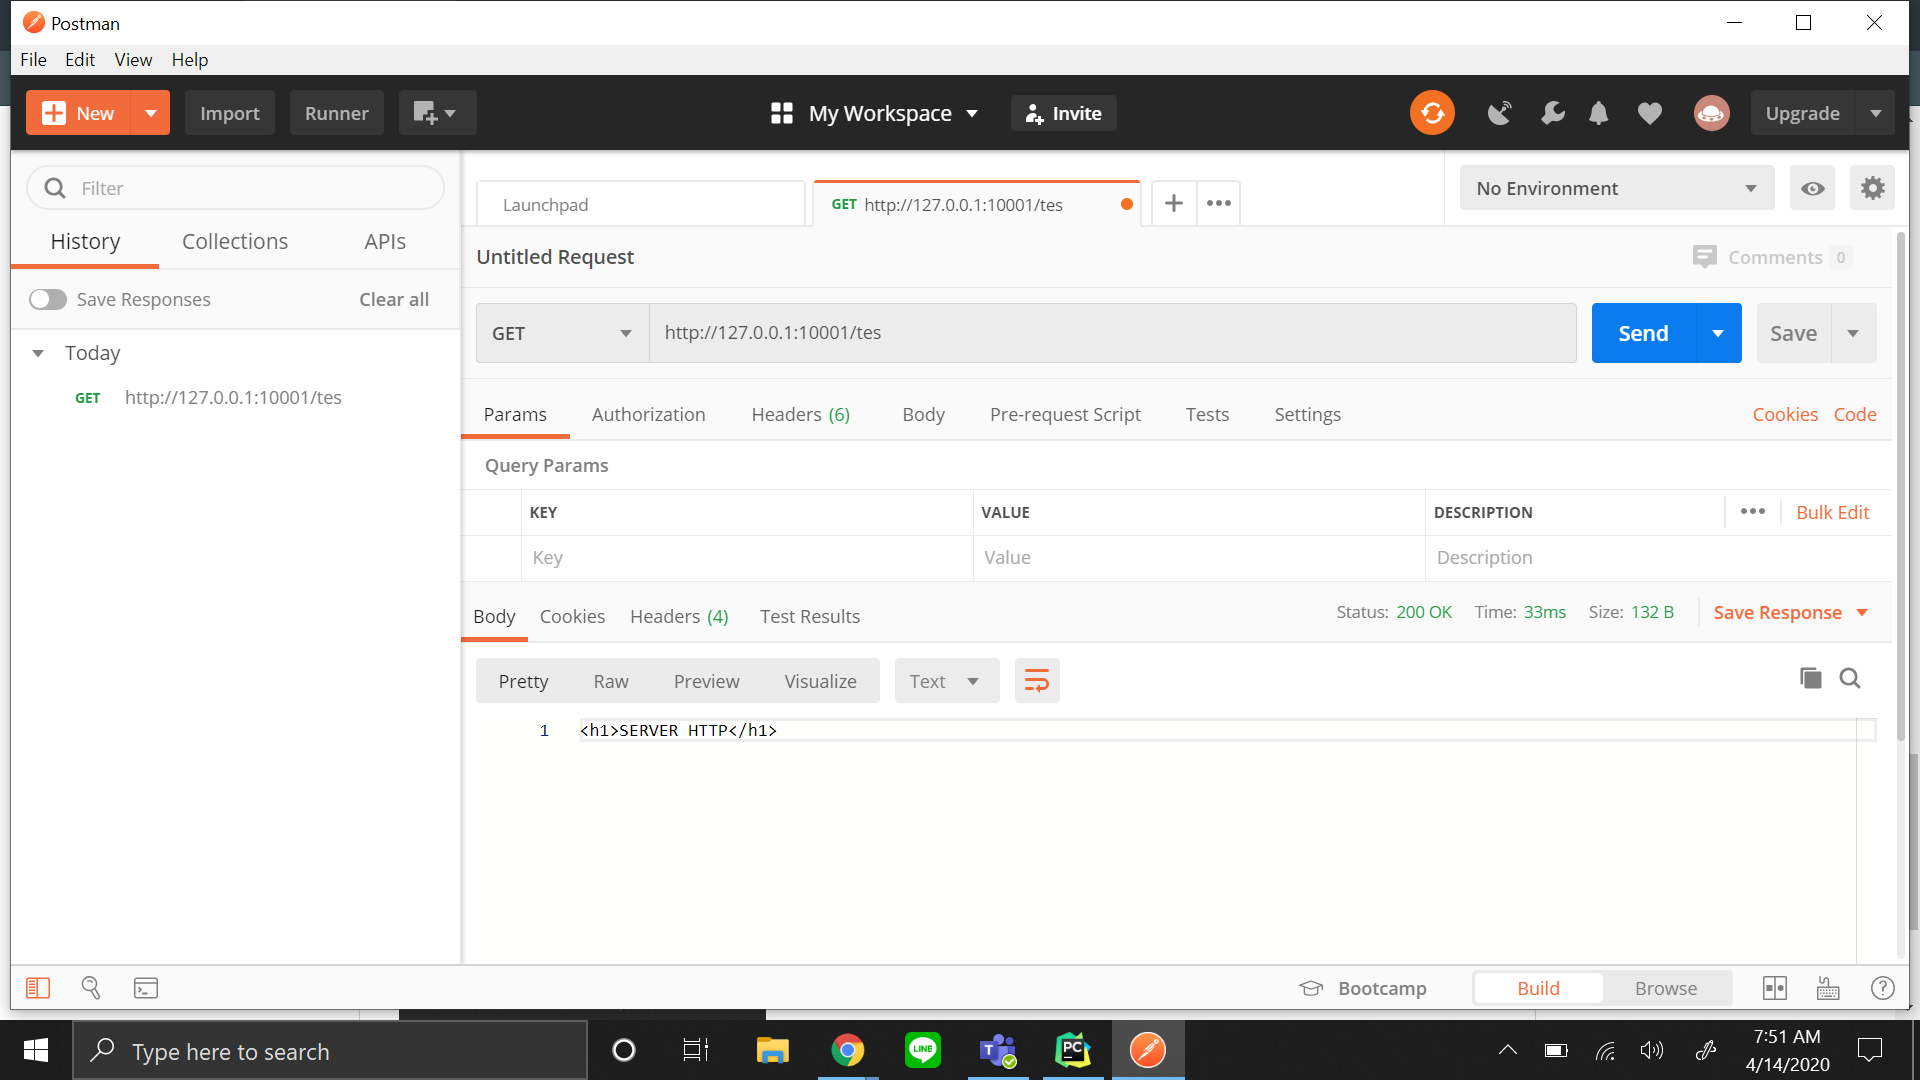 Postman
File Edit View Help
New Import Runner My Workspace Invite Upgrade
Filter
Launchpad GET http://127.0.0.1:10001/tes No Environment
History Collections APIs
Untitled Request Comments 0
Save Responses Clear all
GET http://127.0.0.1:10001/tes Send Save
Today
GET http://127.0.0.1:10001/tes
Params Authorization Headers (6) Body Pre-request Script Tests Settings Cookies Code
Query Params
KEY VALUE DESCRIPTION Bulk Edit
Key Value Description
Body Cookies Headers (4) Test Results Status: 200 OK Time: 33ms Size: 132 B Save Response
Pretty Raw Preview Visualize Text
1 <h1>SERVER HTTP</h1>
Bootcamp Build Browse
Type here to search LINE T PC 7:51 AM
4/14/2020